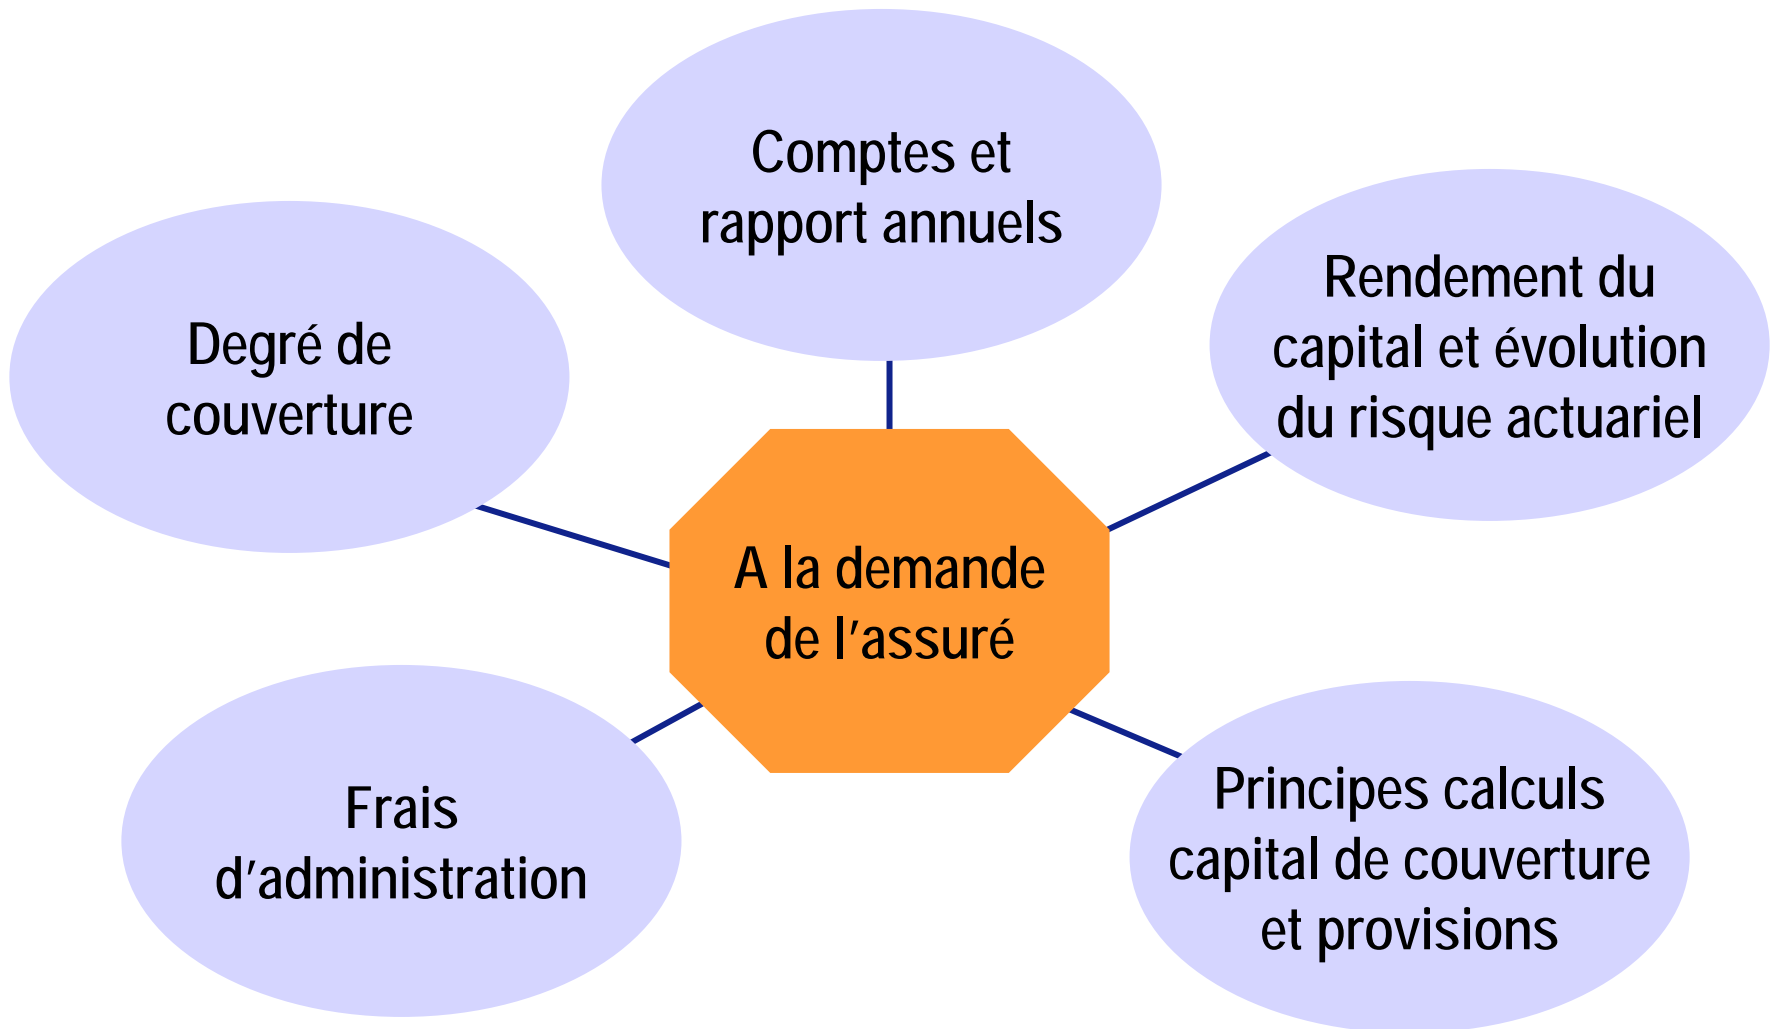 Comptes et
rapport annuels
Degré de
couverture
Rendement du
capital et évolution
du risque actuariel
A la demande
de l'assuré
Frais
d'administration
Principes calculs
capital de couverture
et provisions